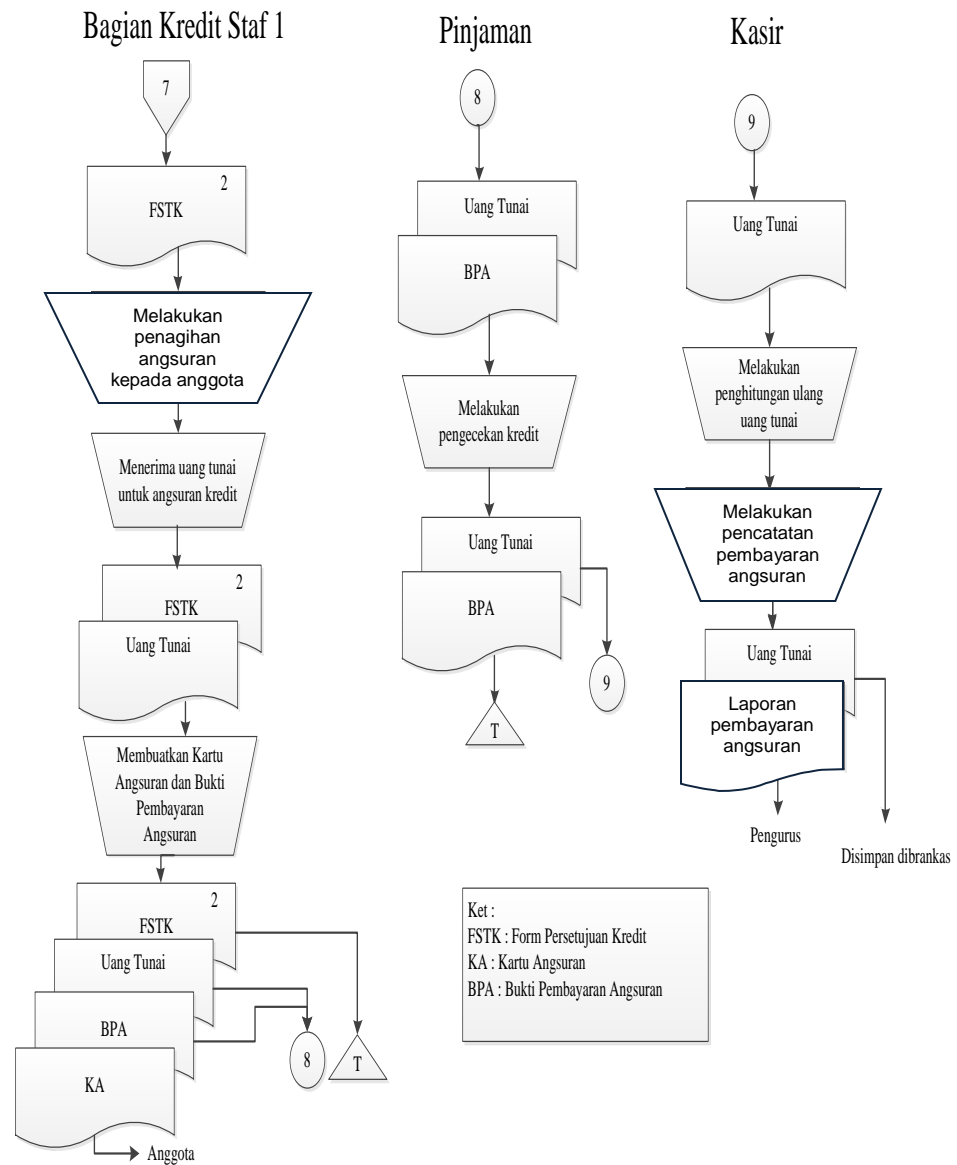 Bagian Kredit Staf 1
7
2
FSTK
Melakukan
penagihan
angsuran
kepada anggota
Menerima uang tunai
untuk angsuran kredit
2
FSTK
Uang Tunai
Membuatkan Kartu
Angsuran dan Bukti
Pembayaran
Angsuran
2
FSTK
Uang Tunai
BPA
KA
8
T
Anggota
Pinjaman
8
Uang Tunai
BPA
Melakukan
pengecekan kredit
Uang Tunai
BPA
9
T
Kasir
9
Uang Tunai
Melakukan
penghitungan ulang
uang tunai
Melakukan
pencatatan
pembayaran
angsuran
Uang Tunai
Laporan
pembayaran
angsuran
Pengurus
Disimpan dibrankas
Ket :
FSTK : Form Persetujuan Kredit
KA : Kartu Angsuran
BPA : Bukti Pembayaran Angsuran